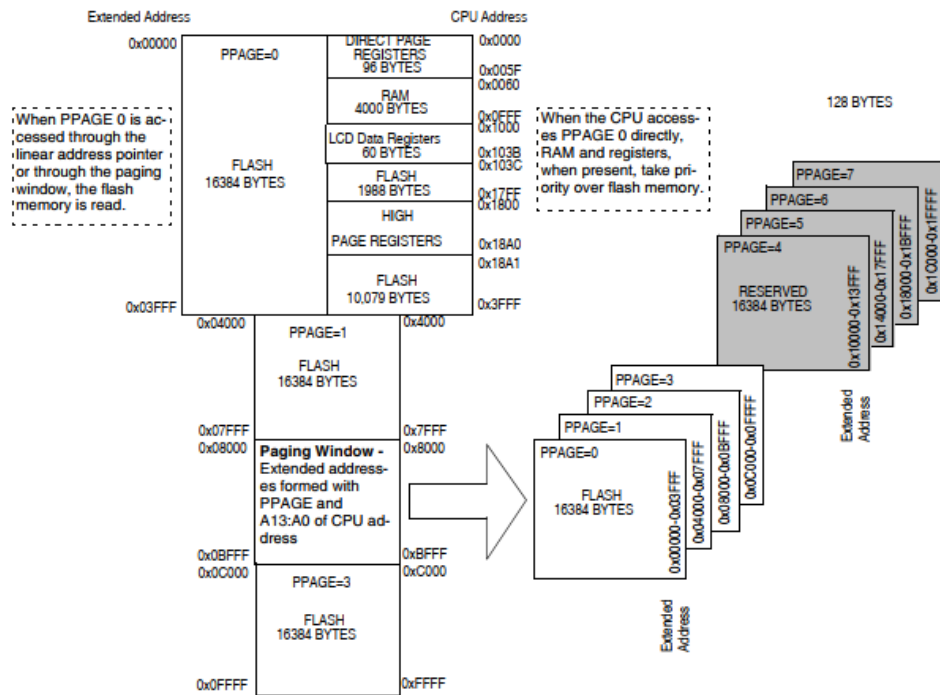 Extended Address
CPU Address
0x00000
PPAGE=0
DIRECT PAGE
REGISTERS
96 BYTES
0x0000
0x005F
0x0060
RAM
4000 BYTES
0x0FFF
0x1000
LCD Data Registers
60 BYTES
0x103B
0x103C
FLASH
16384 BYTES
FLASH
1988 BYTES
0x17FF
0x1800
HIGH
PAGE REGISTERS
0x18A0
0x18A1
FLASH
10,079 BYTES
0x03FFF
0x3FFF
When PPAGE 0 is ac-
cessed through the
linear address pointer
or through the paging
window, the flash
memory is read.
When the CPU access-
es PPAGE 0 directly,
RAM and registers,
when present, take pri-
ority over flash memory.
128 BYTES
0x04000
PPAGE=1
0x4000
FLASH
16384 BYTES
0x07FFF
0x7FFF
0x08000
0x8000
Paging Window -
Extended address-
es formed with
PPAGE and
A13:A0 of CPU ad-
dress
0x0BFFF
0xBFFF
0x0C000
0xC000
PPAGE=3
FLASH
16384 BYTES
0x0FFFF
0xFFFF
PPAGE=7
PPAGE=6
PPAGE=5
PPAGE=4
RESERVED
16384 BYTES
0x10000-0x13FFF
0x14000-0x17FFF
0x18000-0x1BFFF
0x1C000-0x1FFFF
Extended
Address
PPAGE=3
PPAGE=2
PPAGE=1
PPAGE=0
FLASH
16384 BYTES
0x00000-0x03FFF
0x04000-0x07FFF
0x08000-0x0BFFF
0x0C000-0x0FFFF
Extended
Address